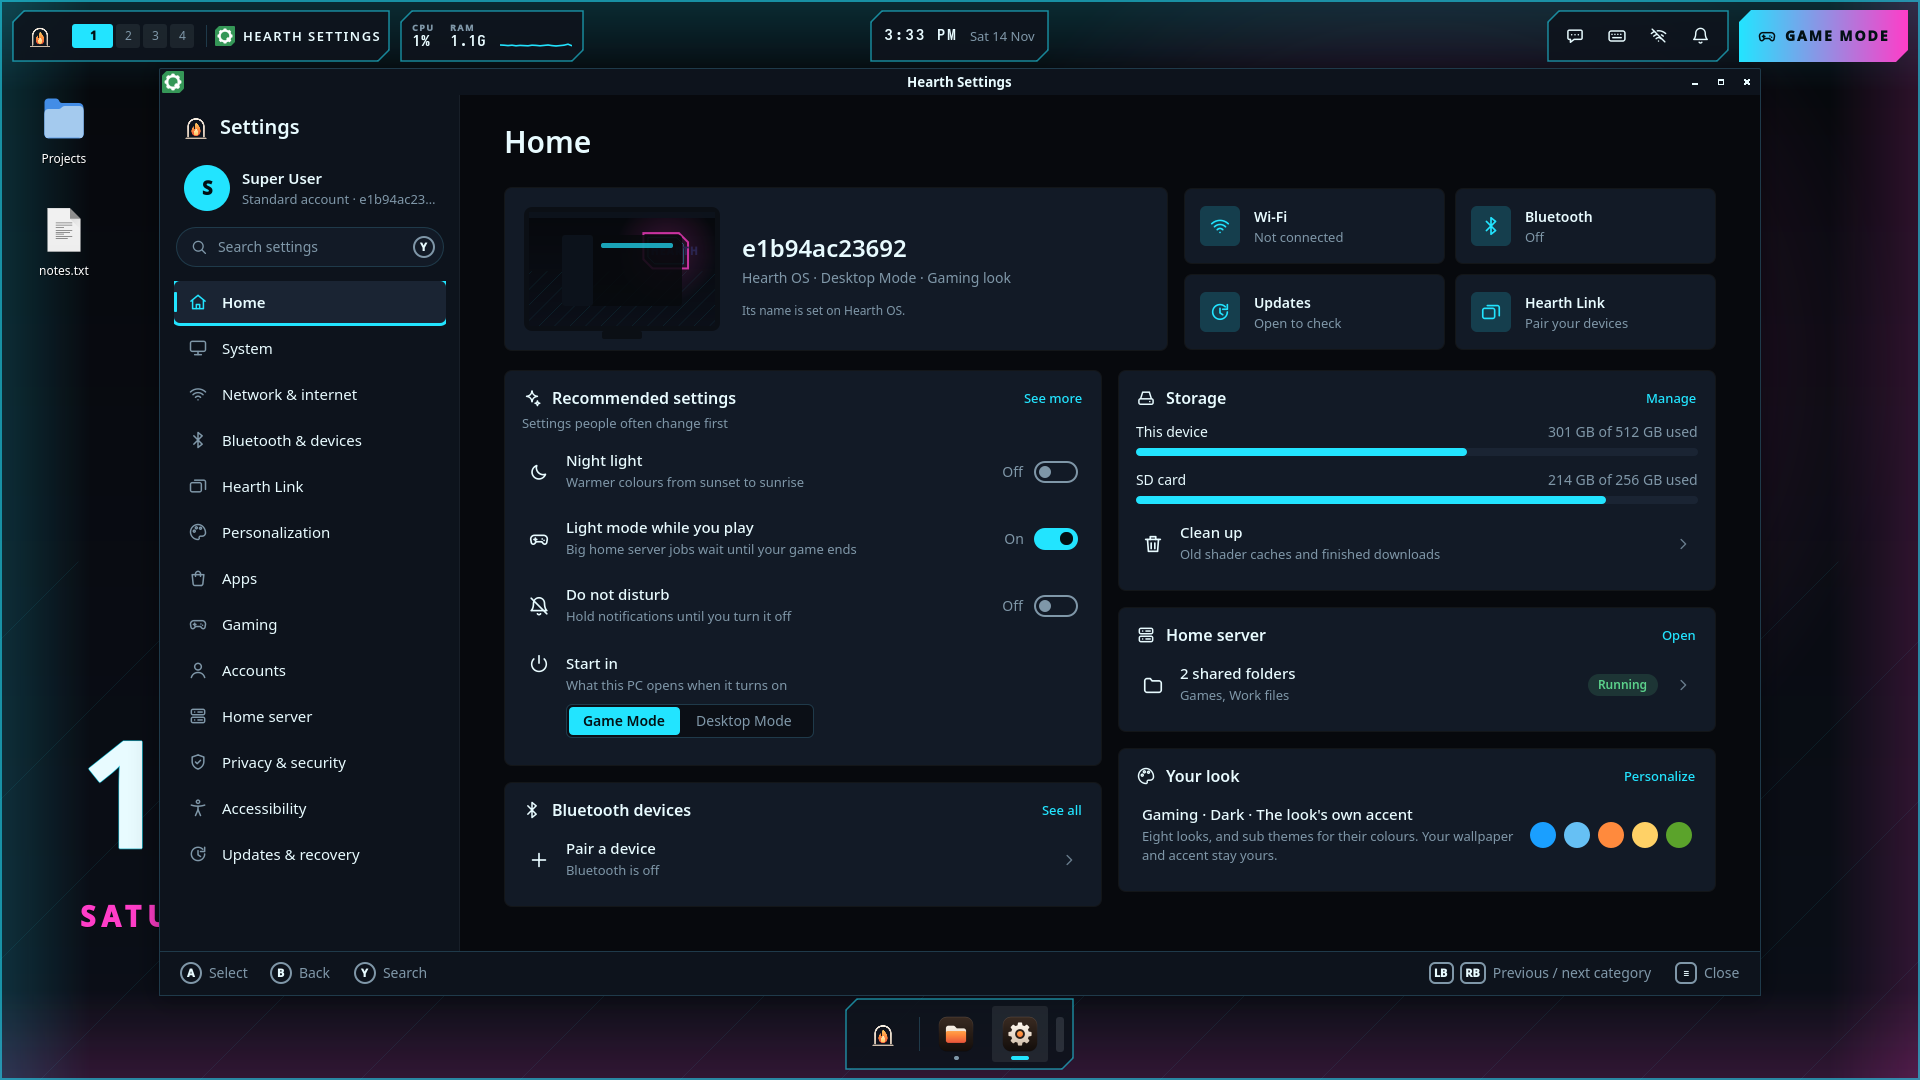 1 2 3 4 HEARTH SETTINGS
CPU RAM
1% 1.1G
3:33 PM Sat 14 Nov
GAME MODE
Projects
notes.txt
1
SATU
Hearth Settings
Settings
S
Super User
Standard account · e1b94ac23...
Search settings Y
Home
System
Network & internet
Bluetooth & devices
Hearth Link
Personalization
Apps
Gaming
Accounts
Home server
Privacy & security
Accessibility
Updates & recovery
Home
e1b94ac23692
Hearth OS · Desktop Mode · Gaming look
Its name is set on Hearth OS.
Wi-Fi
Not connected
Bluetooth
Off
Updates
Open to check
Hearth Link
Pair your devices
Recommended settings See more
Settings people often change first
Night light
Warmer colours from sunset to sunrise
Off
Light mode while you play
Big home server jobs wait until your game ends
On
Do not disturb
Hold notifications until you turn it off
Off
Start in
What this PC opens when it turns on
Game Mode Desktop Mode
Bluetooth devices See all
Pair a device
Bluetooth is off
Storage Manage
This device 301 GB of 512 GB used
SD card 214 GB of 256 GB used
Clean up
Old shader caches and finished downloads
Home server Open
2 shared folders
Games, Work files
Running
Your look Personalize
Gaming · Dark · The look's own accent
Eight looks, and sub themes for their colours. Your wallpaper
and accent stay yours.
A Select B Back Y Search
LB RB Previous / next category ≡ Close